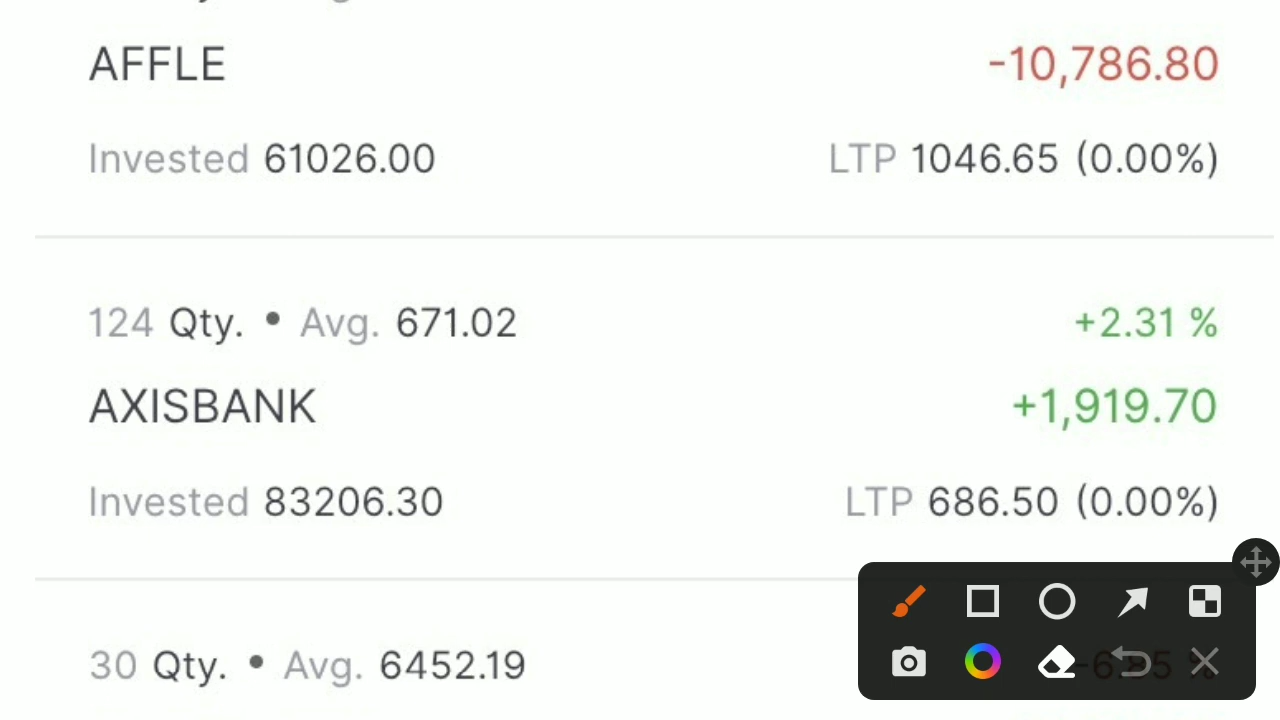 AFFLE -10,786.80
Invested 61026.00 LTP 1046.65 (0.00%)
124 Qty. • Avg. 671.02 +2.31 %
AXISBANK +1,919.70
Invested 83206.30 LTP 686.50 (0.00%)
30 Qty. • Avg. 6452.19